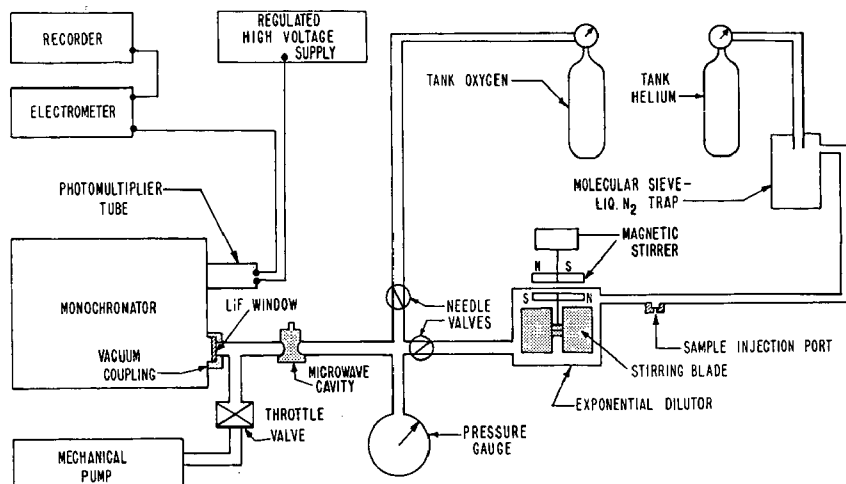 RECORDER
REGULATED
HIGH VOLTAGE
SUPPLY
ELECTROMETER
TANK OXYGEN
TANK
HELIUM
PHOTOMULTIPLIER
TUBE
MOLECULAR SIEVE-
LIQ. N2 TRAP
MAGNETIC
STIRRER
N S
S N
MONOCHROMATOR
LiF WINDOW
NEEDLE
VALVES
VACUUM
COUPLING
MICROWAVE
CAVITY
SAMPLE INJECTION PORT
STIRRING BLADE
EXPONENTIAL DILUTOR
THROTTLE
VALVE
PRESSURE
GAUGE
MECHANICAL
PUMP